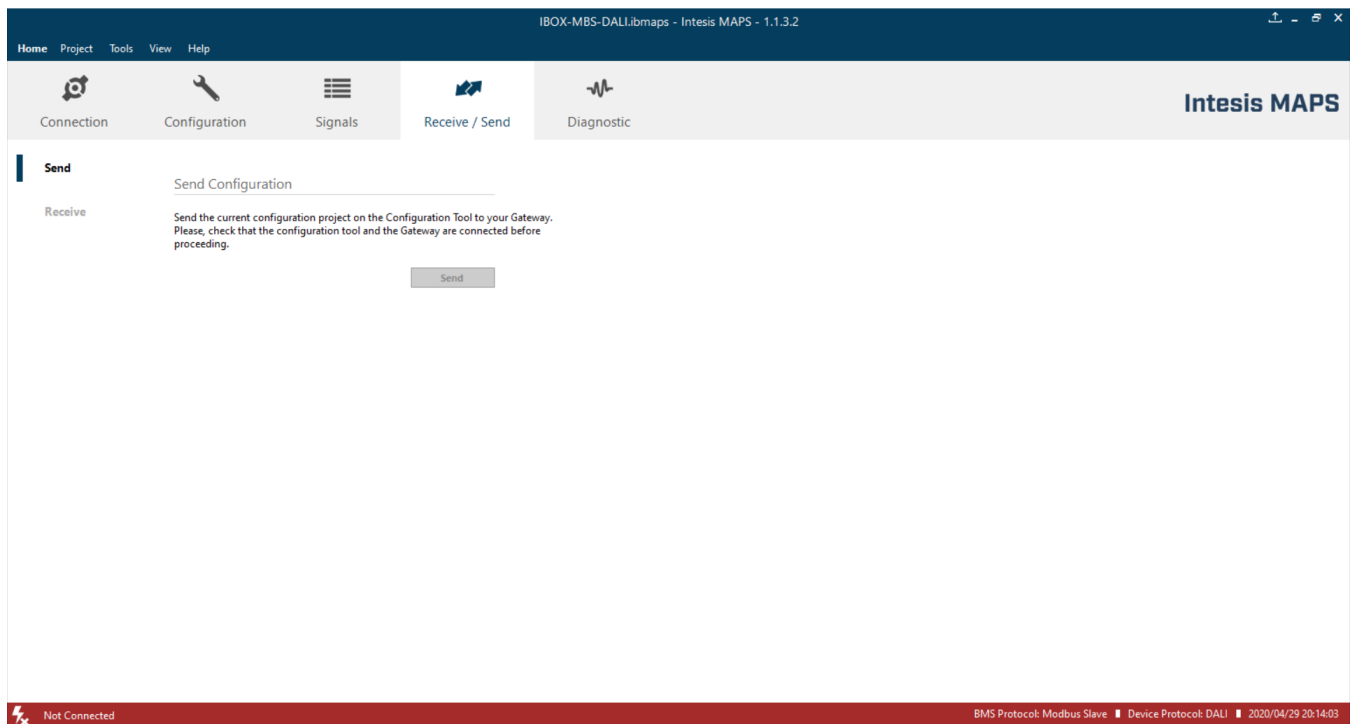 IBOX-MBS-DALI.ibmaps - Intesis MAPS - 1.1.3.2
Home Project Tools View Help
Connection Configuration Signals Receive / Send Diagnostic
Intesis MAPS
Send
Receive
Send Configuration
Send the current configuration project on the Configuration Tool to your Gateway.
Please, check that the configuration tool and the Gateway are connected before
proceeding.
Send
Not Connected
BMS Protocol: Modbus Slave Device Protocol: DALI 2020/04/29 20:14:03